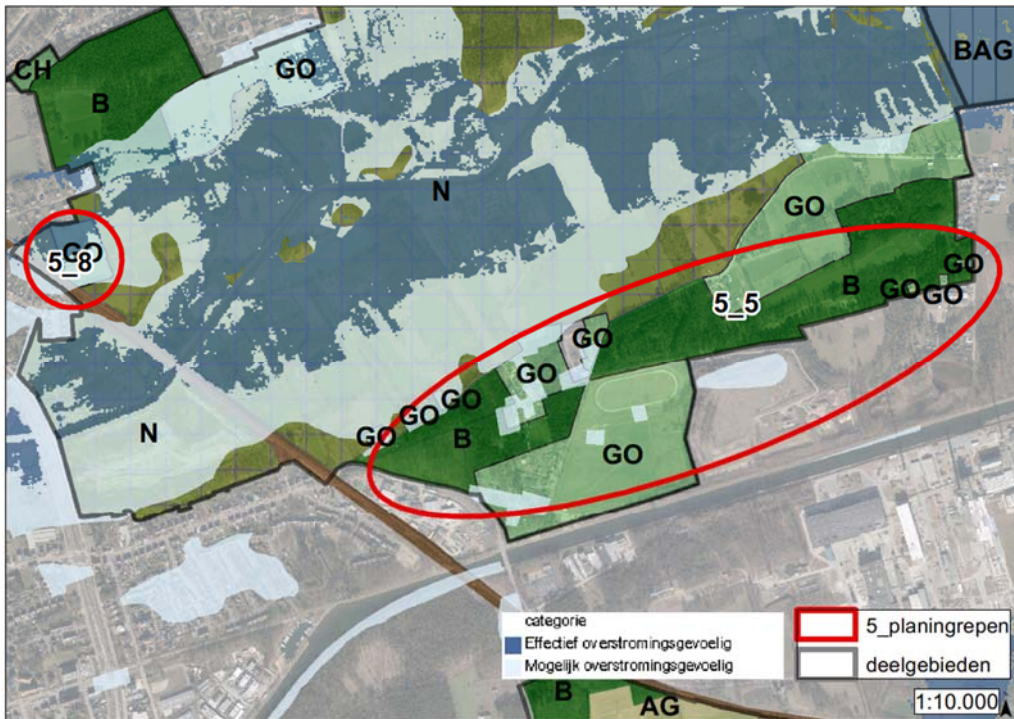 CH
GO
BAG
B
N
GO
GO
5_8
B
GO
5_5
GO
GO
GO
GO
GO
GO
GO
B
N
GO
categorie
Effectief overstromingsgevoelig
Mogelijk overstromingsgevoelig
5_planingrepen
deelgebieden
B
AG
1:10.000